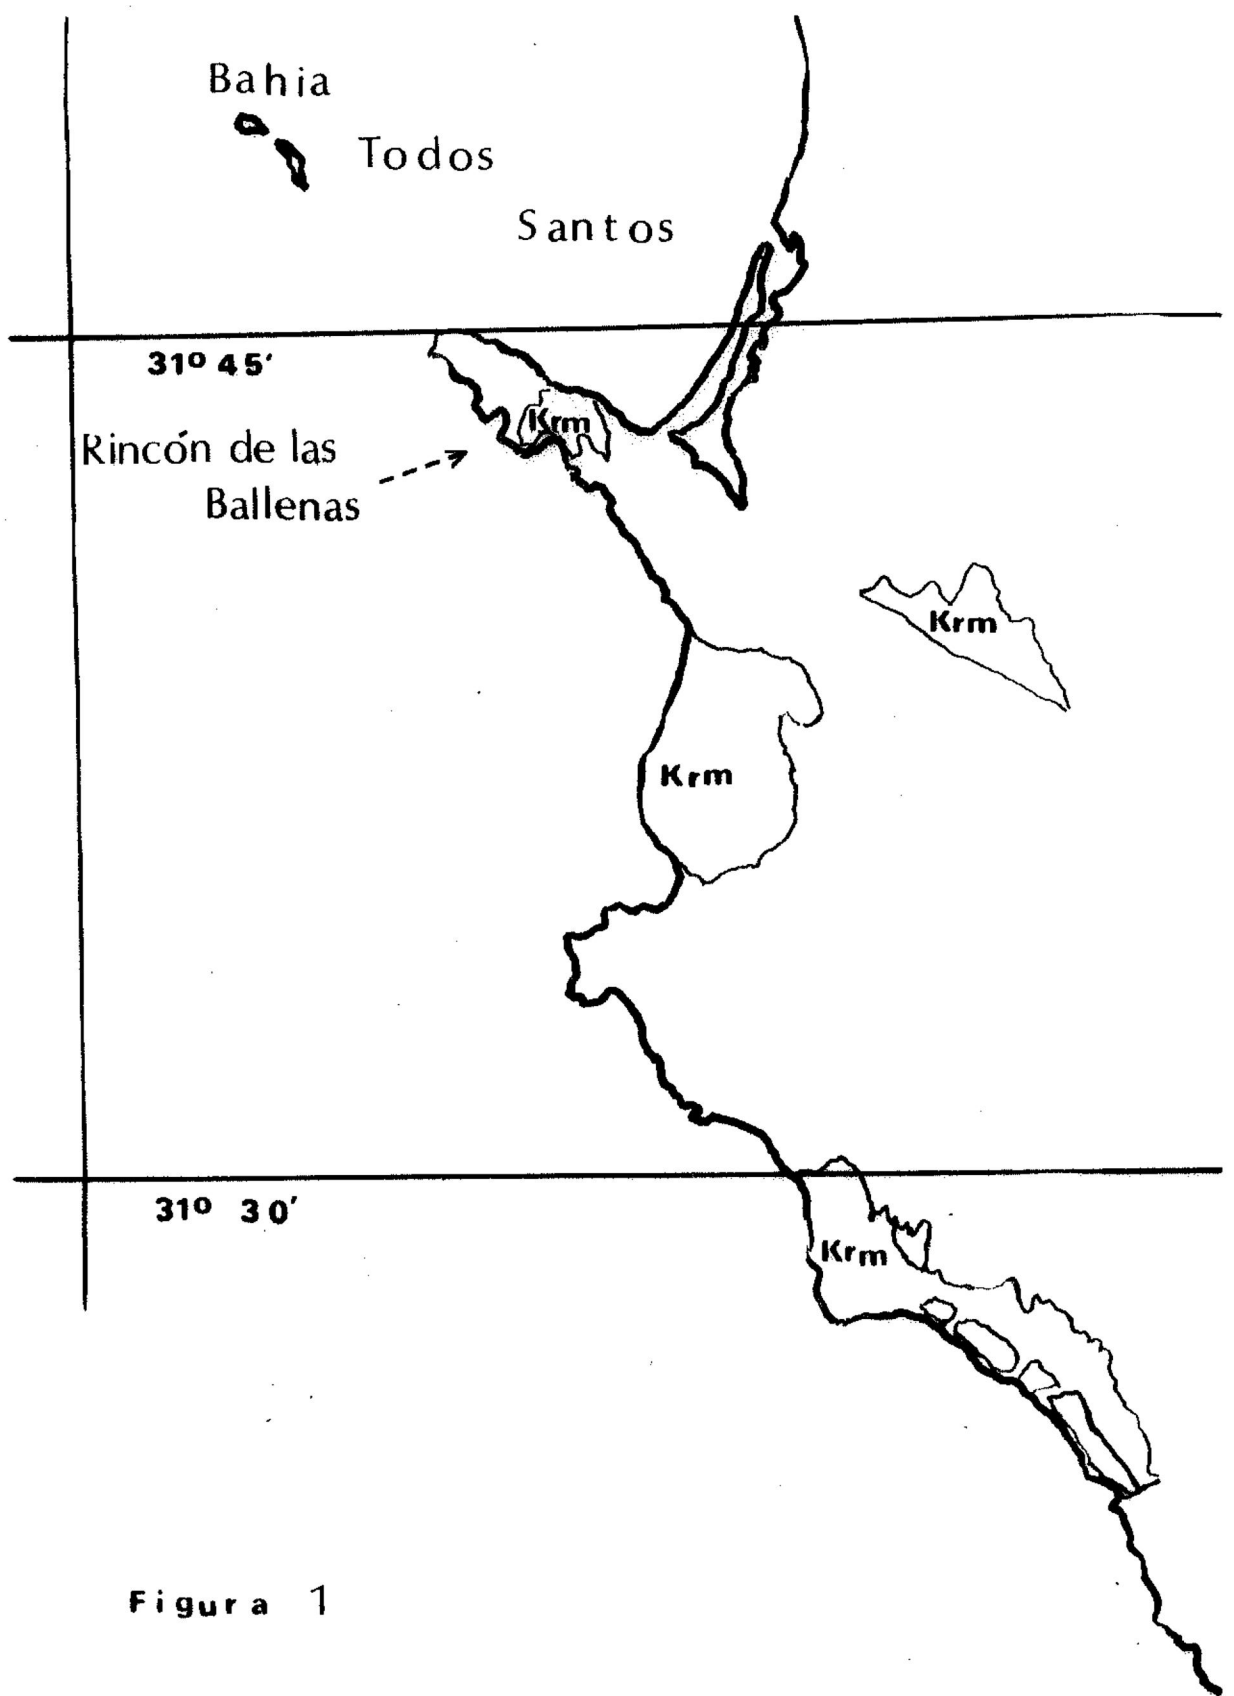 Bahia
Todos
Santos
31º 45′
Krm
Rincón de las
Ballenas
Krm
Krm
31º 30′
Krm
Figura 1